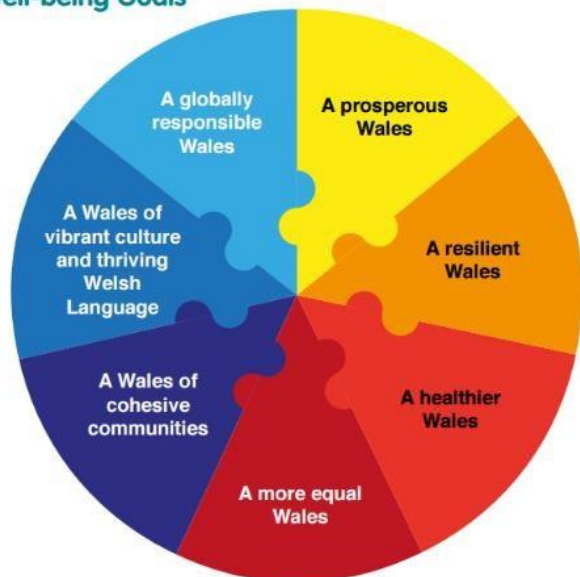 Goals
A prosperous
Wales
A resilient
Wales
A healthier
Wales
A more equal
Wales
A Wales of
cohesive
communities
A Wales of
vibrant culture
and thriving
Welsh
Language
A globally
responsible
Wales